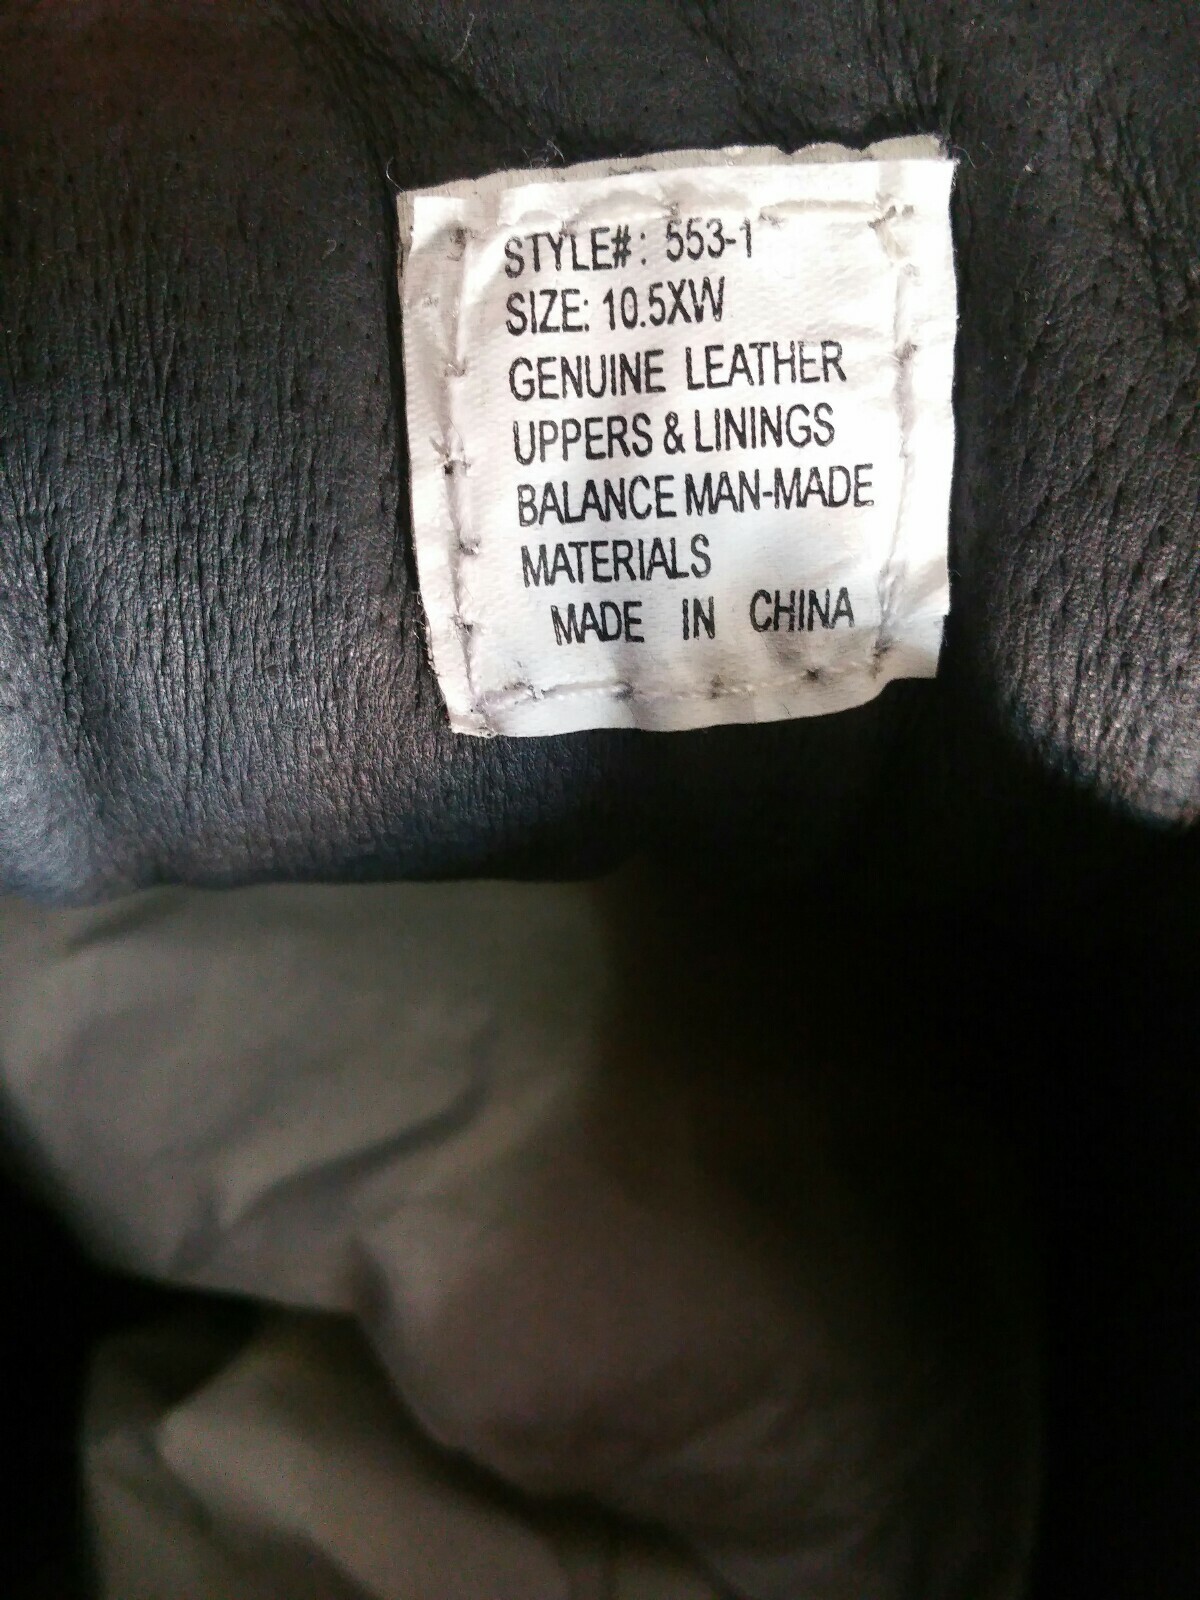 STYLE#: 553-1
SIZE: 10.5XW
GENUINE LEATHER
UPPERS & LININGS
BALANCE MAN-MADE
MATERIALS
MADE IN CHINA